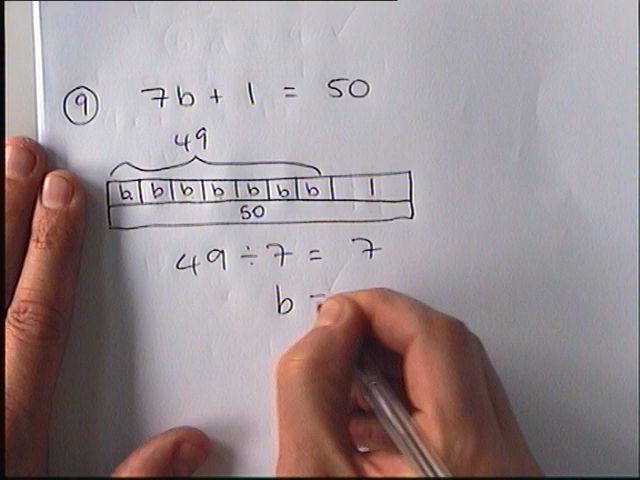 9 7b + 1 = 50
49
b b b b b b b 1
50
49 ÷ 7 = 7
b =